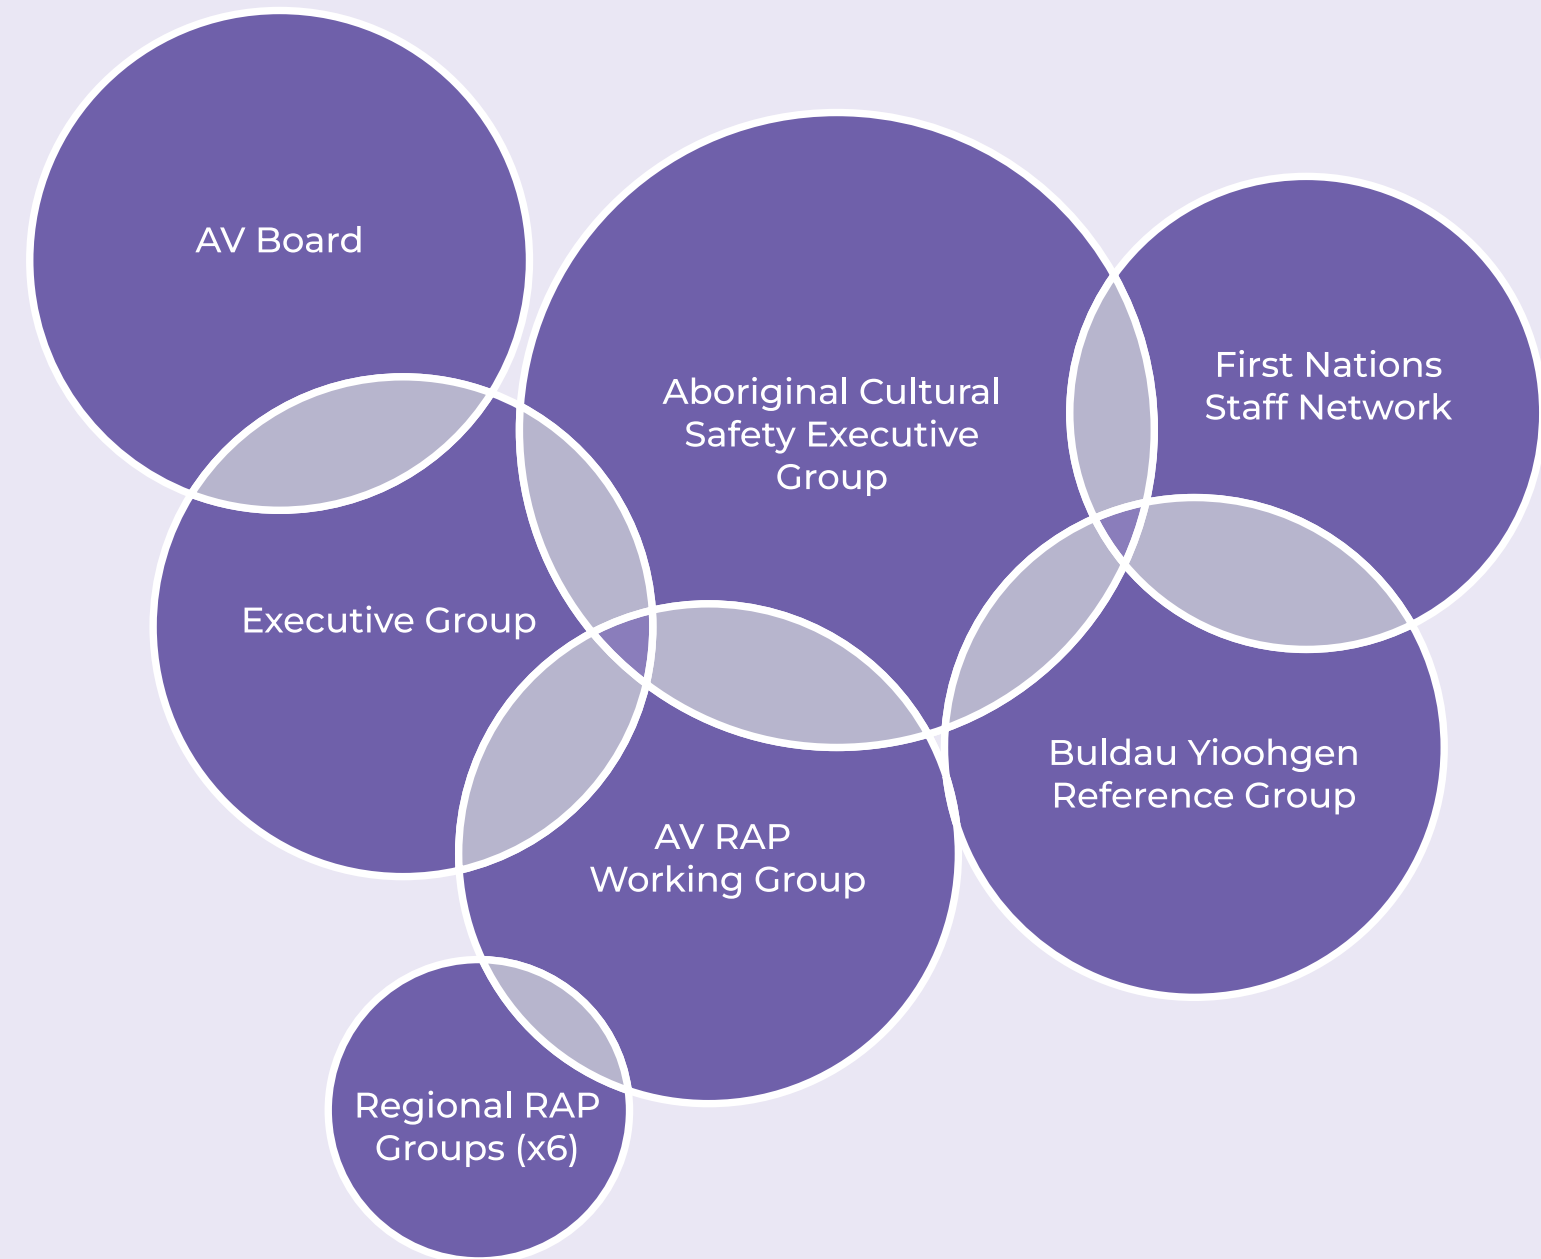 AV Board
Aboriginal Cultural
Safety Executive
Group
First Nations
Staff Network
Executive Group
Buldau Yioohgen
Reference Group
AV RAP
Working Group
Regional RAP
Groups (x6)